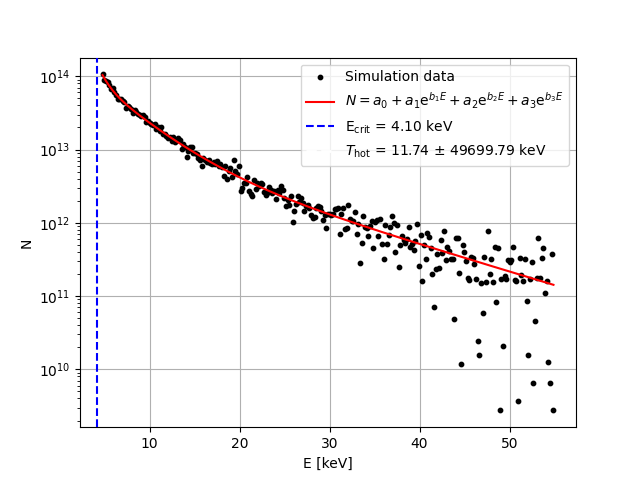 Simulation data
N = a₀ + a₁e^{b₁E} + a₂e^{b₂E} + a₃e^{b₃E}
E_crit = 4.10 keV
T_hot = 11.74 ± 49699.79 keV
10¹⁴
10¹³
10¹²
10¹¹
10¹⁰
N
10 20 30 40 50
E [keV]